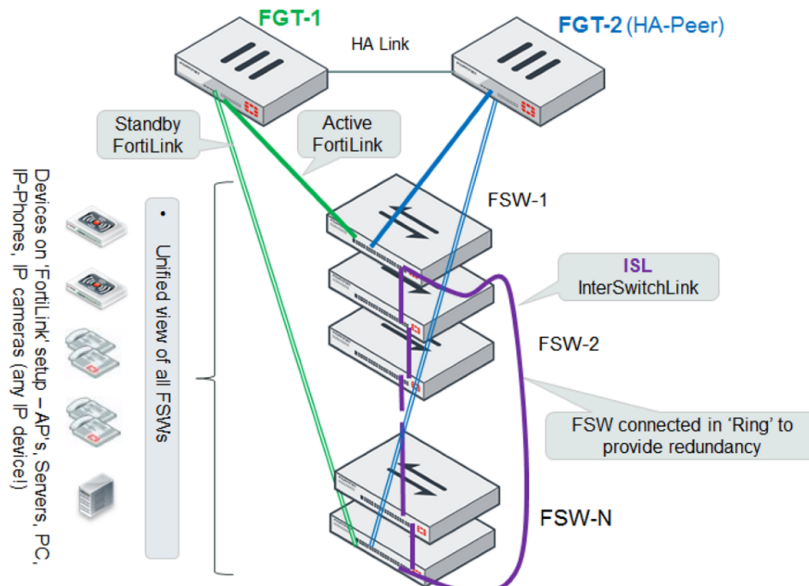 FGT-1
FGT-2 (HA-Peer)
HA Link
Standby
FortiLink
Active
FortiLink
FSW-1
ISL
InterSwitchLink
FSW-2
FSW connected in 'Ring' to
provide redundancy
FSW-N
• Unified view of all FSWs
Devices on 'FortiLink' setup – AP's, Servers, PC,
IP-Phones, IP cameras (any IP device!)